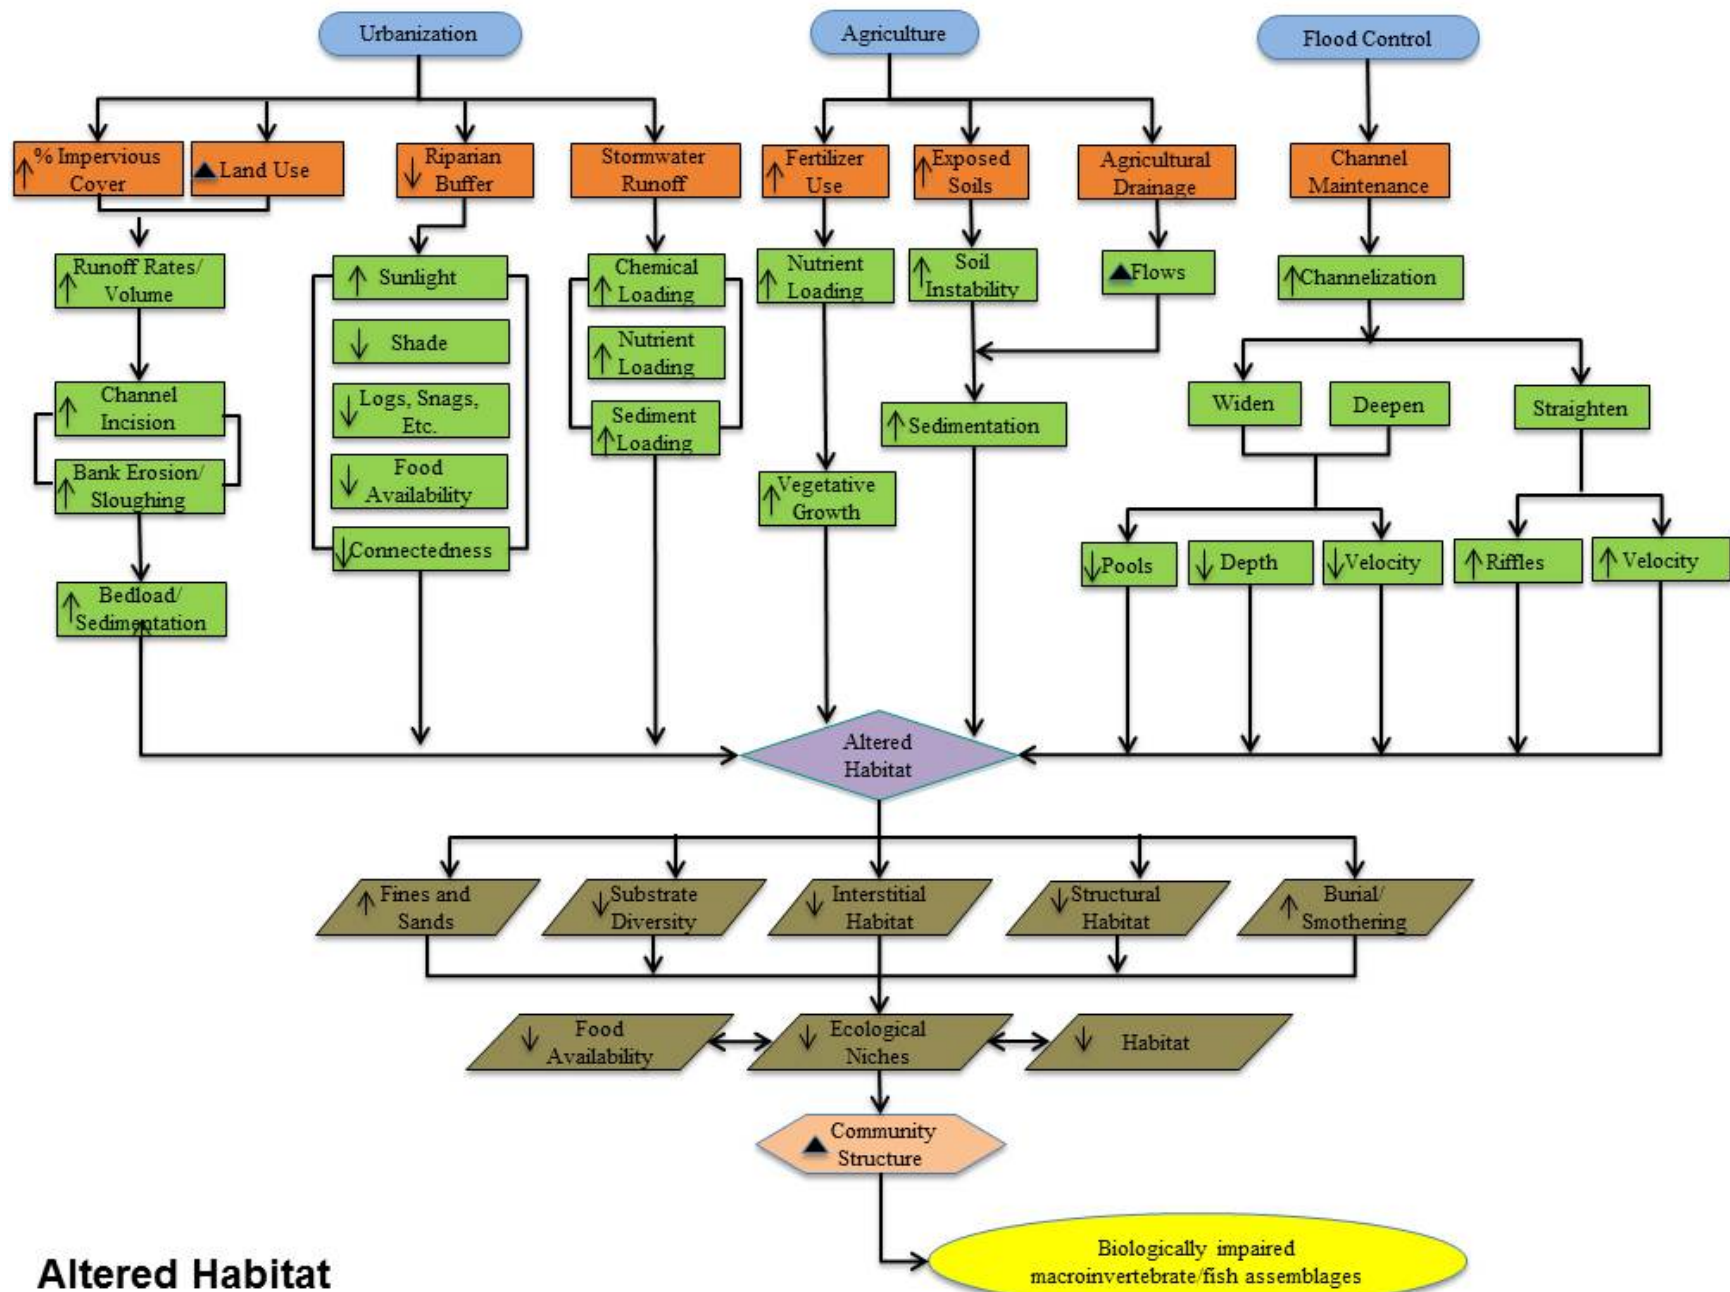 Urbanization
Agriculture
Flood Control
% Impervious
Cover
Land Use
Riparian
Buffer
Stormwater
Runoff
Fertilizer
Use
Exposed
Soils
Agricultural
Drainage
Channel
Maintenance
Runoff Rates/
Volume
Sunlight
Chemical
Loading
Nutrient
Loading
Soil
Instability
Flows
Channelization
Shade
Nutrient
Loading
Channel
Incision
Logs, Snags,
Etc.
Sediment
Loading
Sedimentation
Widen
Deepen
Straighten
Bank Erosion/
Sloughing
Food
Availability
Vegetative
Growth
Connectedness
Pools
Depth
Velocity
Riffles
Velocity
Bedload/
Sedimentation
Altered
Habitat
Fines and
Sands
Substrate
Diversity
Interstitial
Habitat
Structural
Habitat
Burial/
Smothering
Food
Availability
Ecological
Niches
Habitat
Community
Structure
Biologically impaired
macroinvertebrate/fish assemblages
Altered Habitat